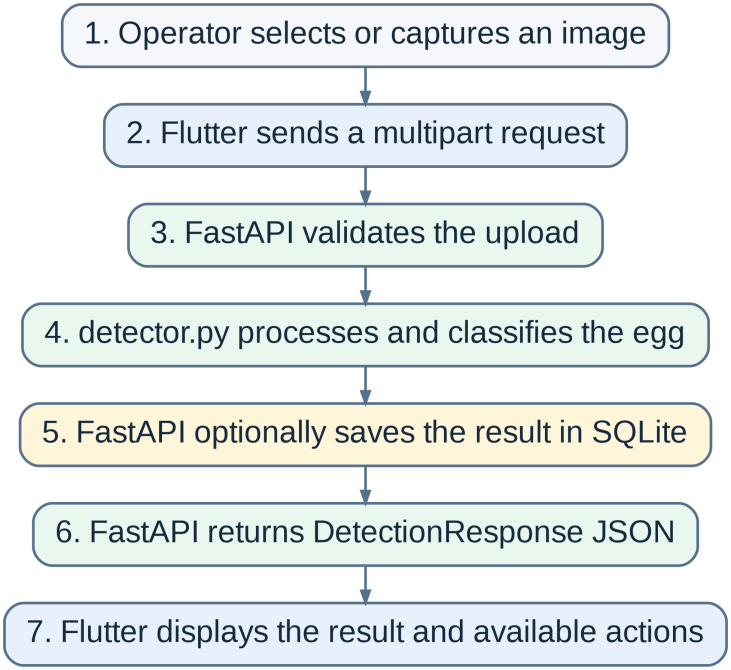 1. Operator selects or captures an image
2. Flutter sends a multipart request
3. FastAPI validates the upload
4. detector.py processes and classifies the egg
5. FastAPI optionally saves the result in SQLite
6. FastAPI returns DetectionResponse JSON
7. Flutter displays the result and available actions